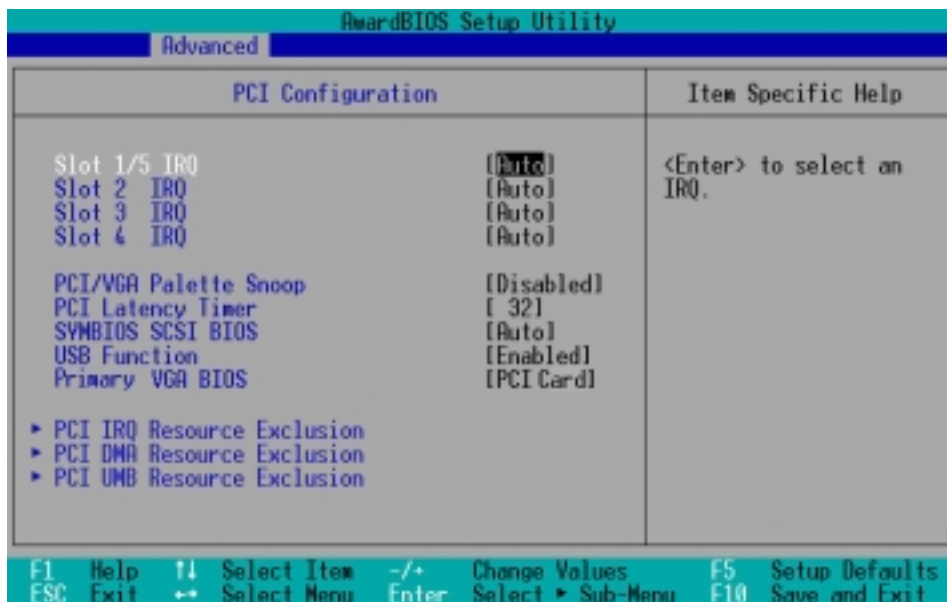 AwardBIOS Setup Utility
Advanced
PCI Configuration
Item Specific Help
Slot 1/5 IRQ [Auto]
Slot 2 IRQ [Auto]
Slot 3 IRQ [Auto]
Slot 4 IRQ [Auto]
PCI/VGA Palette Snoop [Disabled]
PCI Latency Timer [ 32]
SYMBIOS SCSI BIOS [Auto]
USB Function [Enabled]
Primary VGA BIOS [PCI Card]
▸ PCI IRQ Resource Exclusion
▸ PCI DMA Resource Exclusion
▸ PCI UMB Resource Exclusion
<Enter> to select an
IRQ.
F1 Help ↑↓ Select Item -/+ Change Values F5 Setup Defaults
ESC Exit ←→ Select Menu Enter Select ▸ Sub-Menu F10 Save and Exit